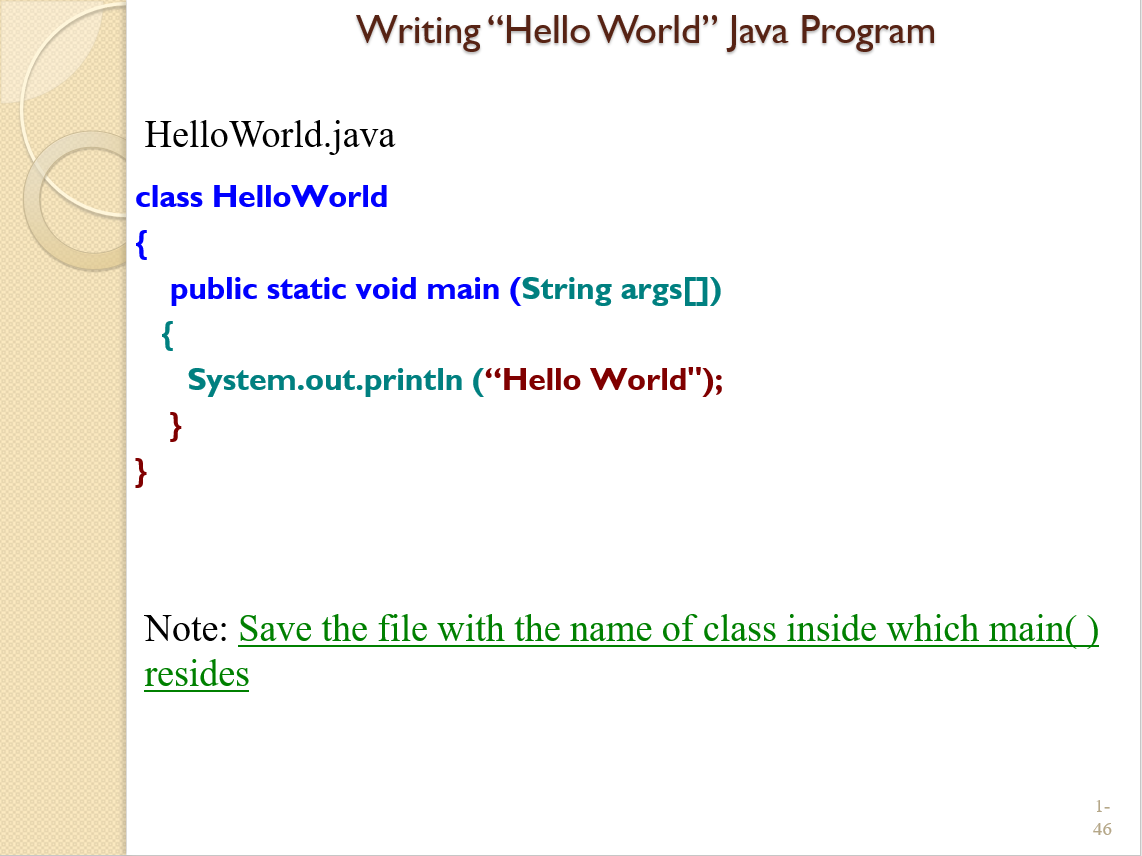 Writing “Hello World” Java Program
HelloWorld.java
class HelloWorld
{
public static void main (String args[])
{
System.out.println (“Hello World");
}
}
Note: Save the file with the name of class inside which main( )
resides
1-
46